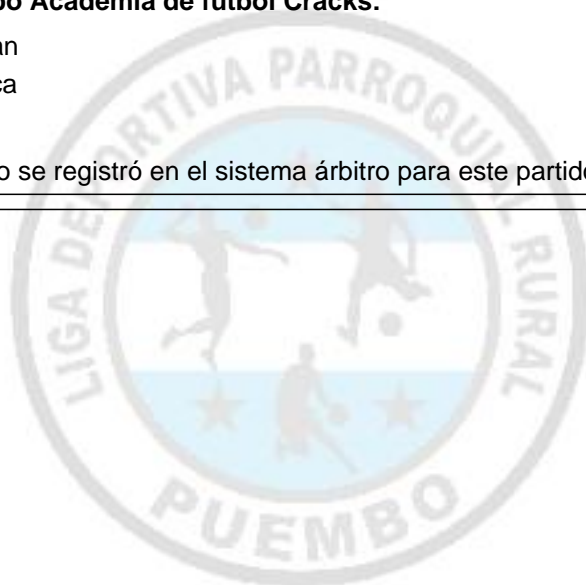 Academia de futbol Cracks.
an
ca
se registró en el sistema árbitro para este partido
LIGA DEPORTIVA PARROQUIAL RURAL
PUEMBO